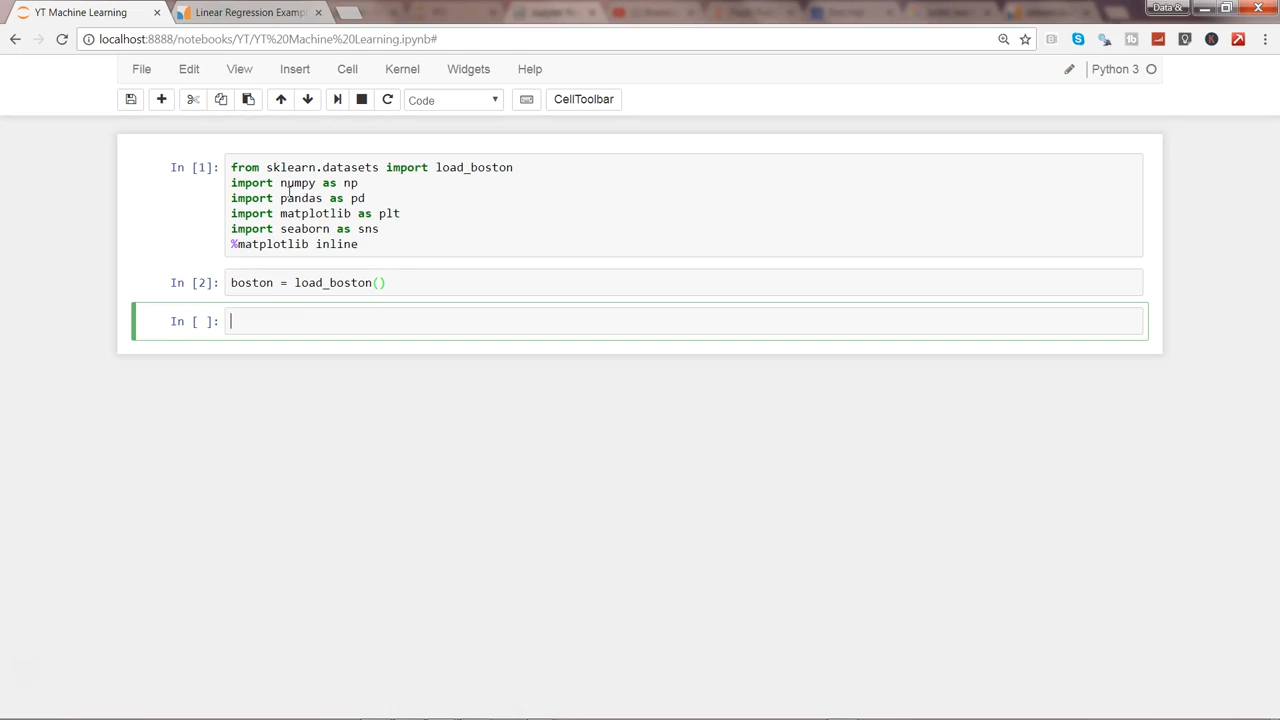 YT Machine Learning
Linear Regression Exampl
Data &
localhost:8888/notebooks/YT/YT%20Machine%20Learning.ipynb#
File Edit View Insert Cell Kernel Widgets Help
Python 3
Code
CellToolbar
In [1]:
from sklearn.datasets import load_boston
import numpy as np
import pandas as pd
import matplotlib as plt
import seaborn as sns
%matplotlib inline
In [2]:
boston = load_boston()
In [ ]: